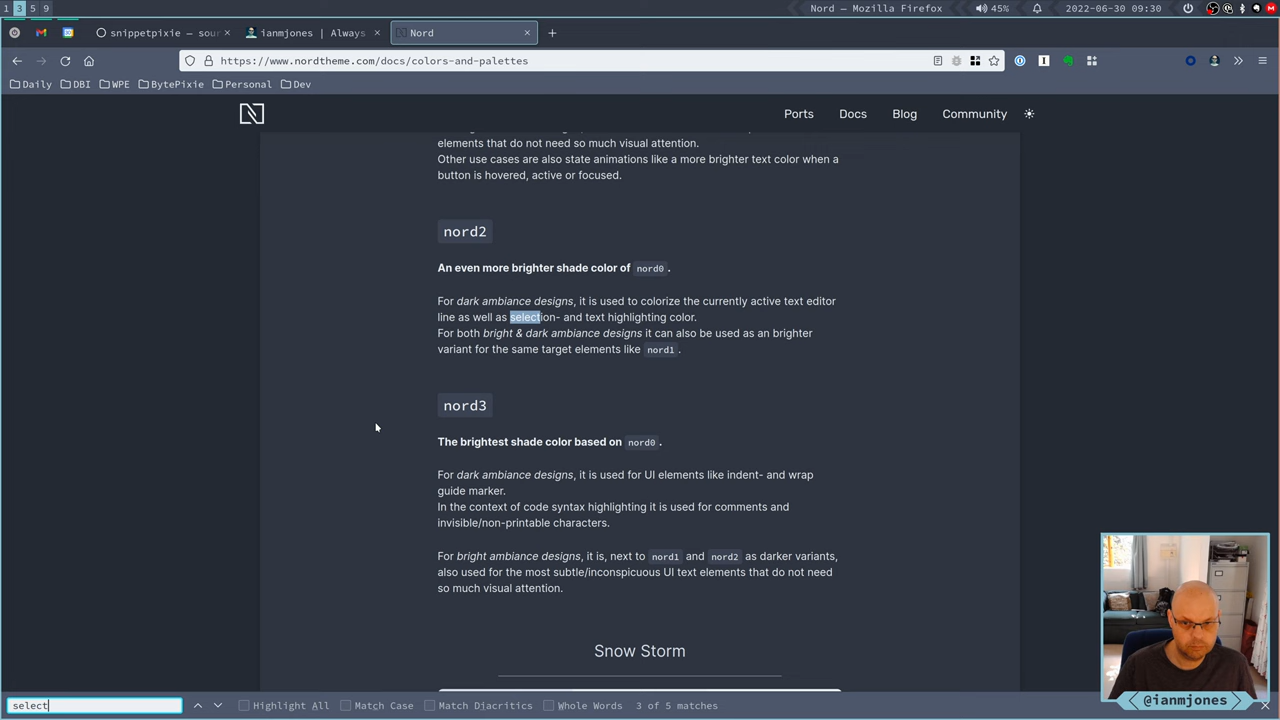 1 3 5 9
Nord — Mozilla Firefox
45%
2022-06-30 09:30
snippetpixie — sour
ianmjones | Always
Nord
https://www.nordtheme.com/docs/colors-and-palettes
Daily DBI WPE BytePixie Personal Dev
Ports Docs Blog Community
elements that do not need so much visual attention.
Other use cases are also state animations like a more brighter text color when a
button is hovered, active or focused.
nord2
An even more brighter shade color of nord0.
For dark ambiance designs, it is used to colorize the currently active text editor
line as well as selection- and text highlighting color.
For both bright & dark ambiance designs it can also be used as an brighter
variant for the same target elements like nord1.
nord3
The brightest shade color based on nord0.
For dark ambiance designs, it is used for UI elements like indent- and wrap
guide marker.
In the context of code syntax highlighting it is used for comments and
invisible/non-printable characters.
For bright ambiance designs, it is, next to nord1 and nord2 as darker variants,
also used for the most subtle/inconspicuous UI text elements that do not need
so much visual attention.
Snow Storm
select
Highlight All Match Case Match Diacritics Whole Words 3 of 5 matches
@ianmjones